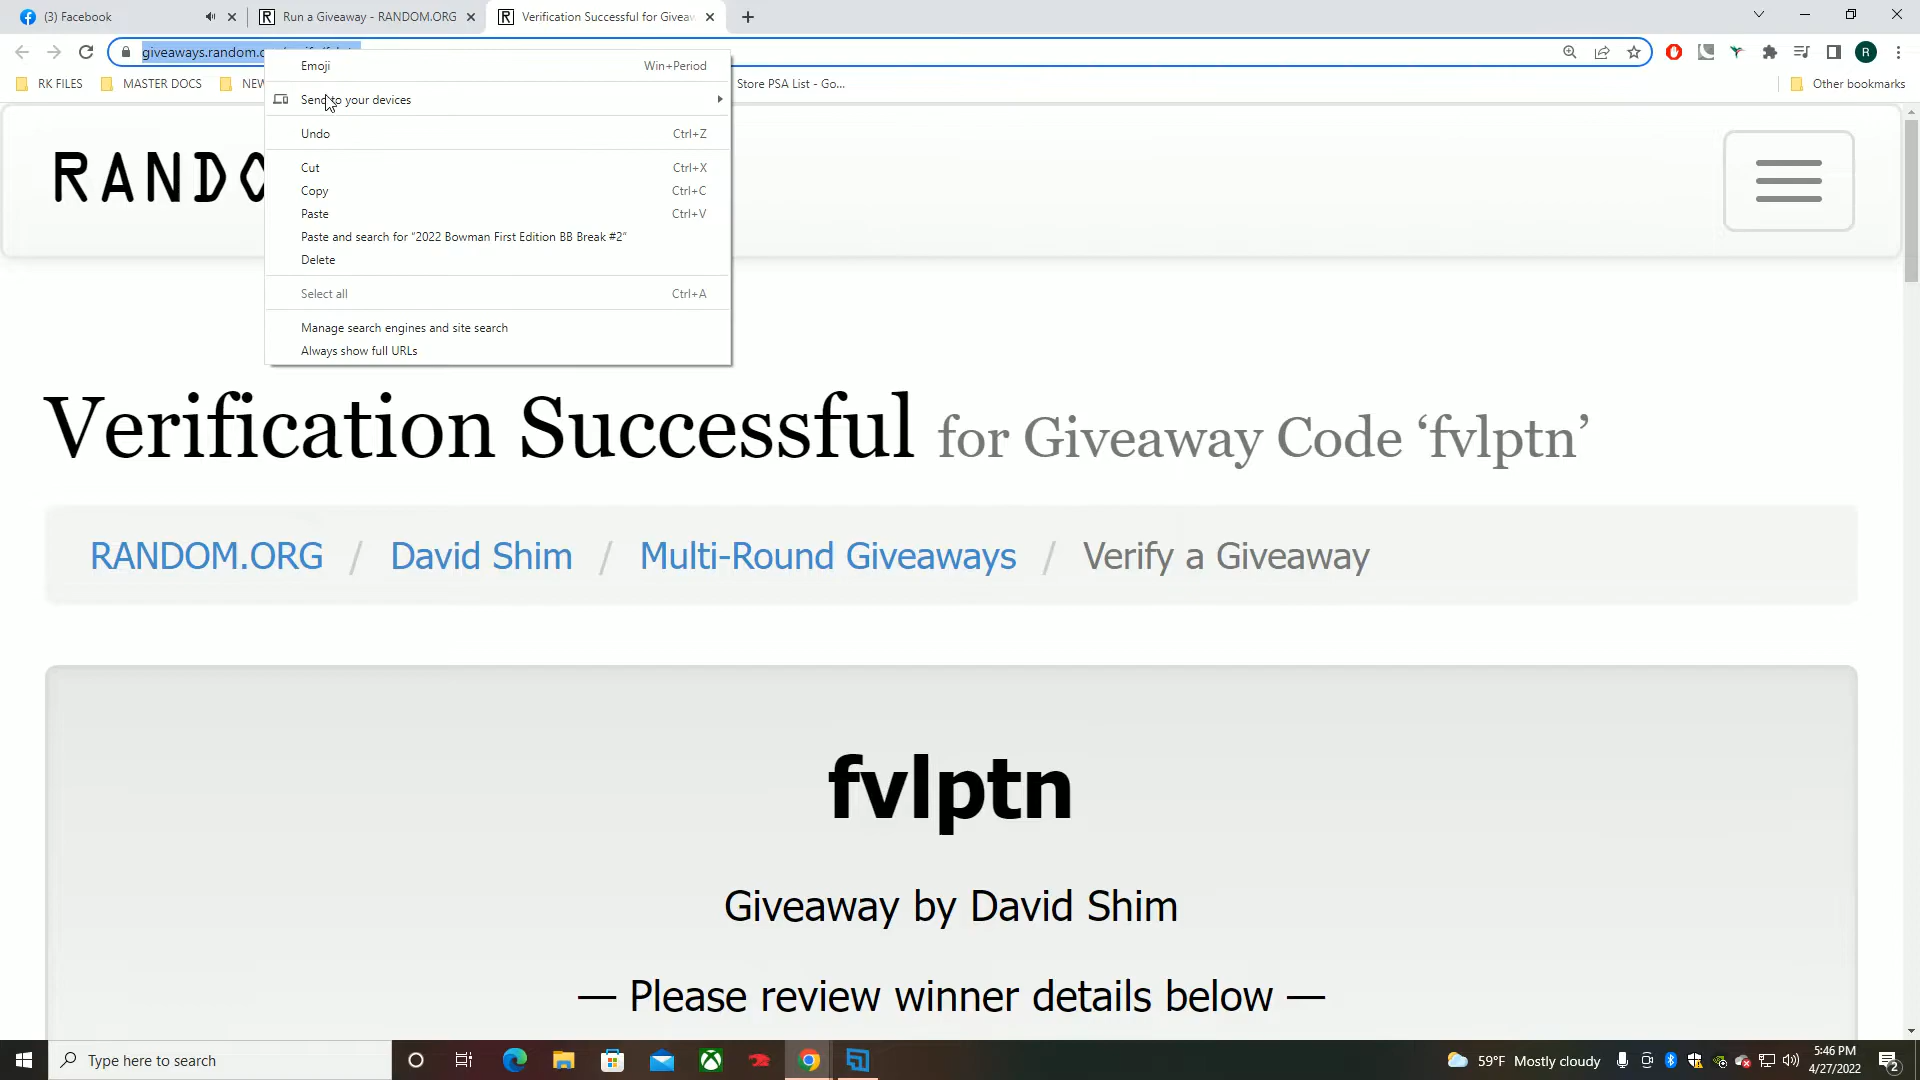 (3) Facebook
Run a Giveaway - RANDOM.ORG
Verification Successful for Giveaw
giveaways.random.o
RK FILES
MASTER DOCS
NEW
Store PSA List - Go...
Other bookmarks
Emoji Win+Period
Send to your devices
Undo Ctrl+Z
Cut Ctrl+X
Copy Ctrl+C
Paste Ctrl+V
Paste and search for “2022 Bowman First Edition BB Break #2”
Delete
Select all Ctrl+A
Manage search engines and site search
Always show full URLs
RANDO
Verification Successful for Giveaway Code ‘fvlptn’
RANDOM.ORG / David Shim / Multi-Round Giveaways / Verify a Giveaway
fvlptn
Giveaway by David Shim
— Please review winner details below —
Type here to search
59°F Mostly cloudy
5:46 PM
4/27/2022
2